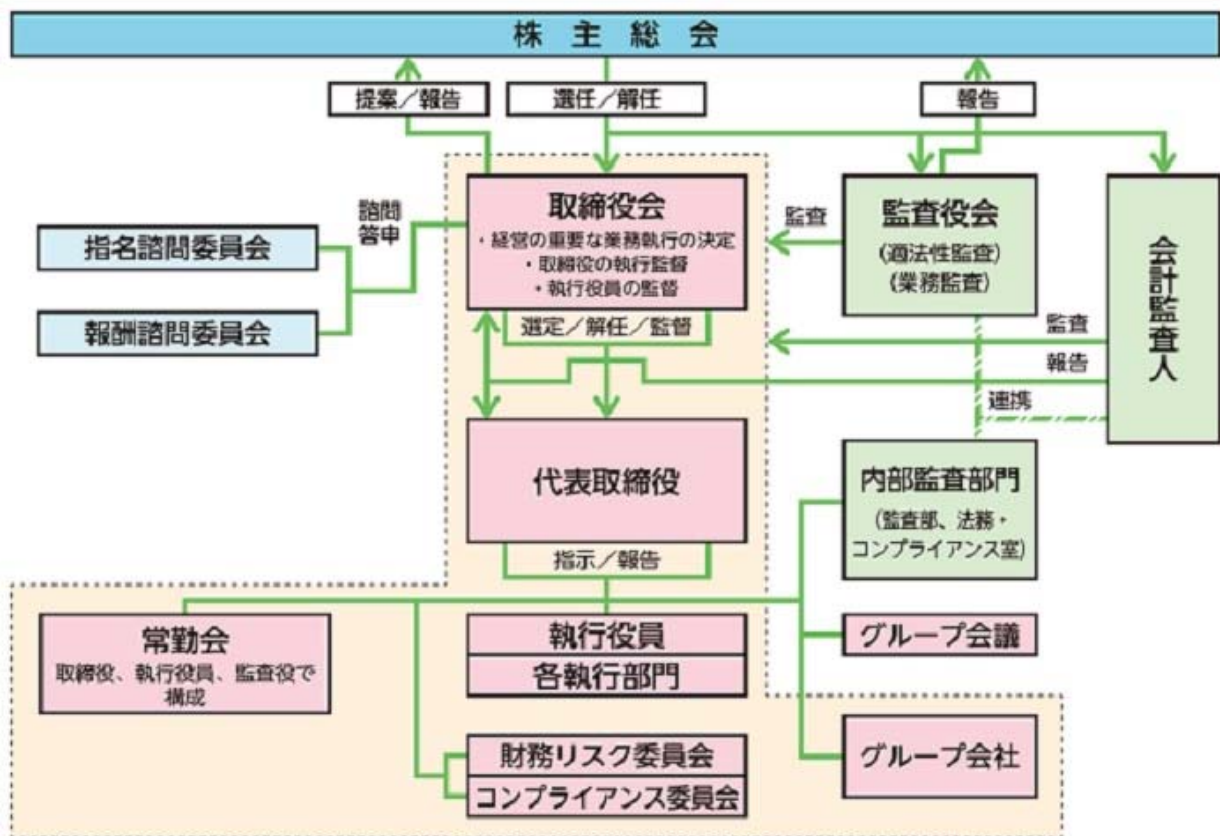 株主総会
提案／報告
選任／解任
報告
取締役会
・経営の重要な業務執行の決定
・取締役の執行監督
・執行役員の監督
監査
監査役会
(適法性監査)
(業務監査)
会計監査人
諮問
答申
指名諮問委員会
報酬諮問委員会
選定／解任／監督
監査
報告
連携
代表取締役
内部監査部門
(監査部、法務・
コンプライアンス室)
指示／報告
常勤会
取締役、執行役員、監査役で
構成
執行役員
各執行部門
グループ会議
財務リスク委員会
コンプライアンス委員会
グループ会社